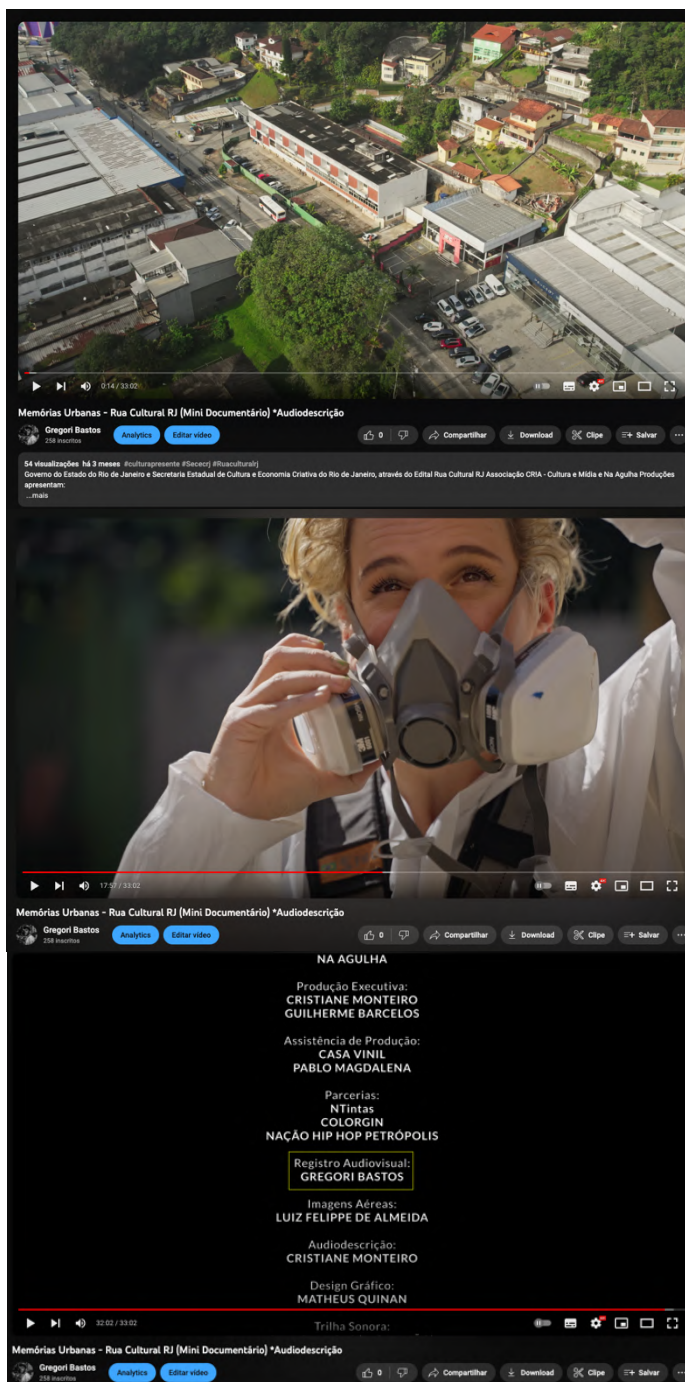 0:14 / 33:02
Memórias Urbanas - Rua Cultural RJ (Mini Documentário) *Audiodescrição
Gregori Bastos
258 inscritos
Analytics
Editar vídeo
0
Compartilhar
Download
Clipe
Salvar
54 visualizações há 3 meses #culturapresente #Sececrj #Ruaculturalrj
Governo do Estado do Rio de Janeiro e Secretaria Estadual de Cultura e Economia Criativa do Rio de Janeiro, através do Edital Rua Cultural RJ Associação CR!A - Cultura e Mídia e Na Agulha Produções
apresentam:
...mais
17:57 / 33:02
Memórias Urbanas - Rua Cultural RJ (Mini Documentário) *Audiodescrição
Gregori Bastos
258 inscritos
Analytics
Editar vídeo
0
Compartilhar
Download
Clipe
Salvar
NA AGULHA
Produção Executiva:
CRISTIANE MONTEIRO
GUILHERME BARCELOS
Assistência de Produção:
CASA VINIL
PABLO MAGDALENA
Parcerias:
NTintas
COLORGIN
NAÇÃO HIP HOP PETRÓPOLIS
Registro Audiovisual:
GREGORI BASTOS
Imagens Aéreas:
LUIZ FELIPPE DE ALMEIDA
Audiodescrição:
CRISTIANE MONTEIRO
Design Gráfico:
MATHEUS QUINAN
Trilha Sonora:
32:02 / 33:02
Memórias Urbanas - Rua Cultural RJ (Mini Documentário) *Audiodescrição
Gregori Bastos
258 inscritos
Analytics
Editar vídeo
0
Compartilhar
Download
Clipe
Salvar